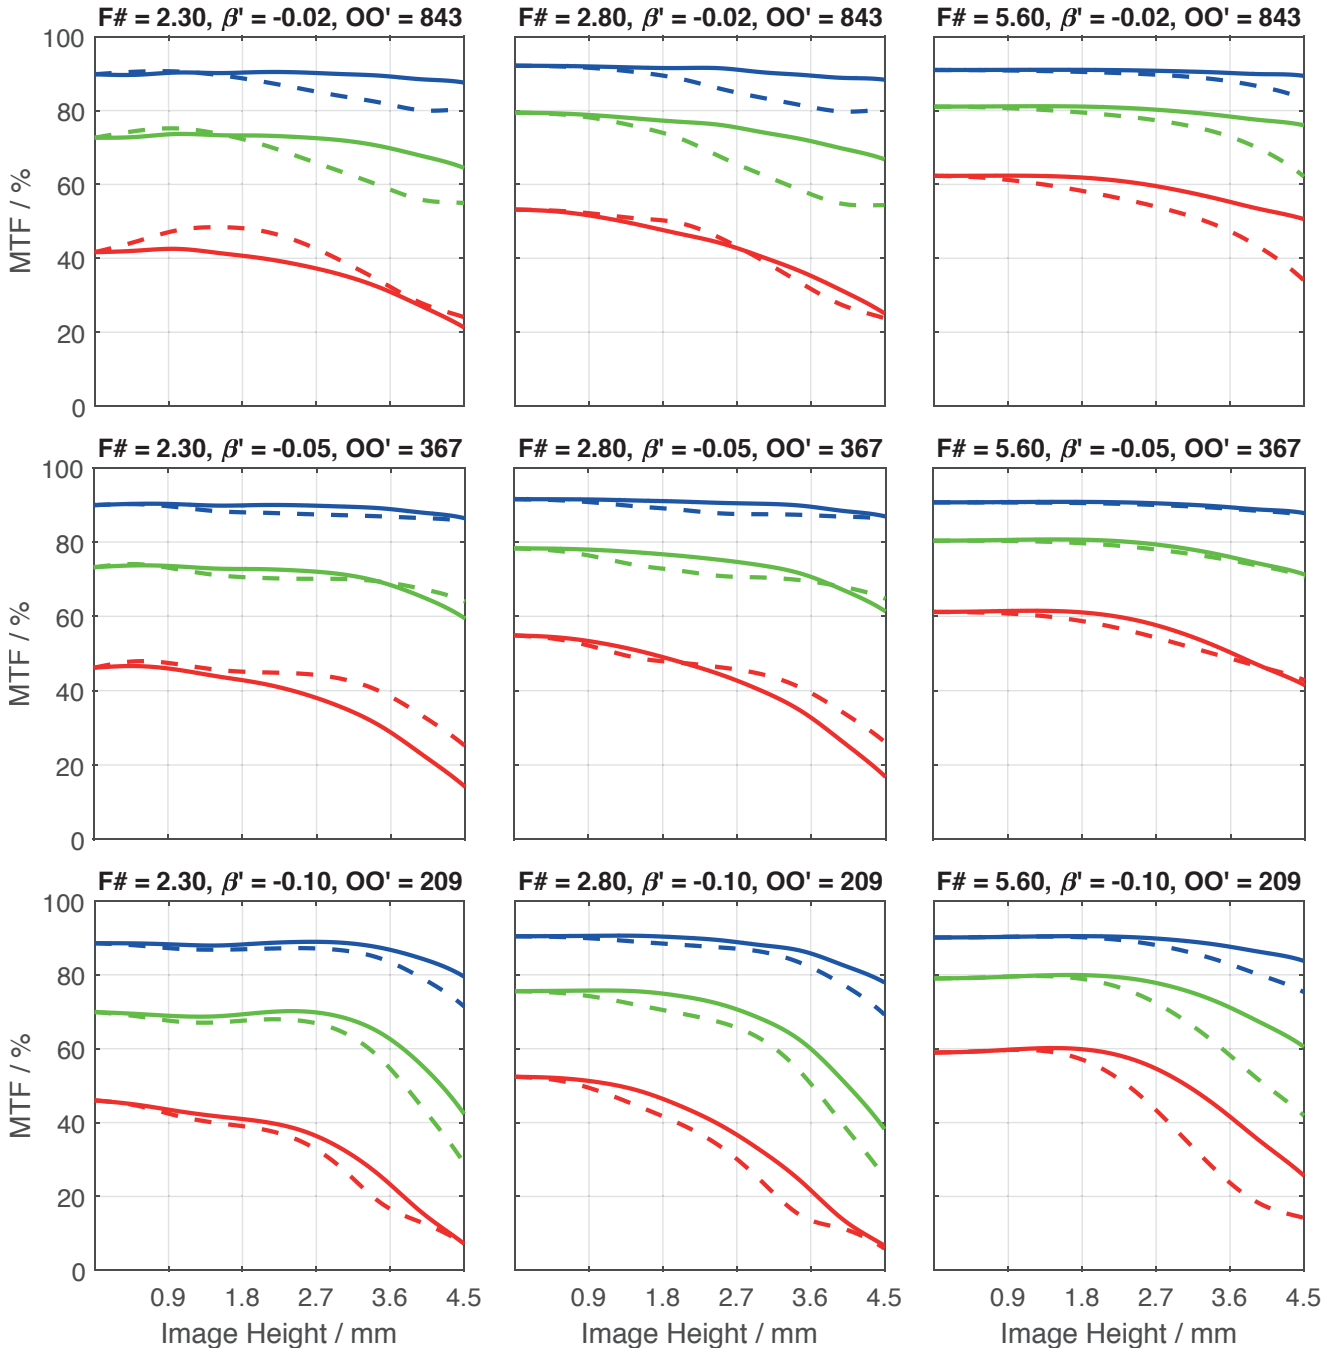 F# = 2.30, β' = -0.02, OO' = 843
F# = 2.80, β' = -0.02, OO' = 843
F# = 5.60, β' = -0.02, OO' = 843
100
80
60
40
20
0
MTF / %
F# = 2.30, β' = -0.05, OO' = 367
F# = 2.80, β' = -0.05, OO' = 367
F# = 5.60, β' = -0.05, OO' = 367
100
80
60
40
20
0
MTF / %
F# = 2.30, β' = -0.10, OO' = 209
F# = 2.80, β' = -0.10, OO' = 209
F# = 5.60, β' = -0.10, OO' = 209
100
80
60
40
20
0
MTF / %
0.9 1.8 2.7 3.6 4.5
0.9 1.8 2.7 3.6 4.5
0.9 1.8 2.7 3.6 4.5
Image Height / mm
Image Height / mm
Image Height / mm